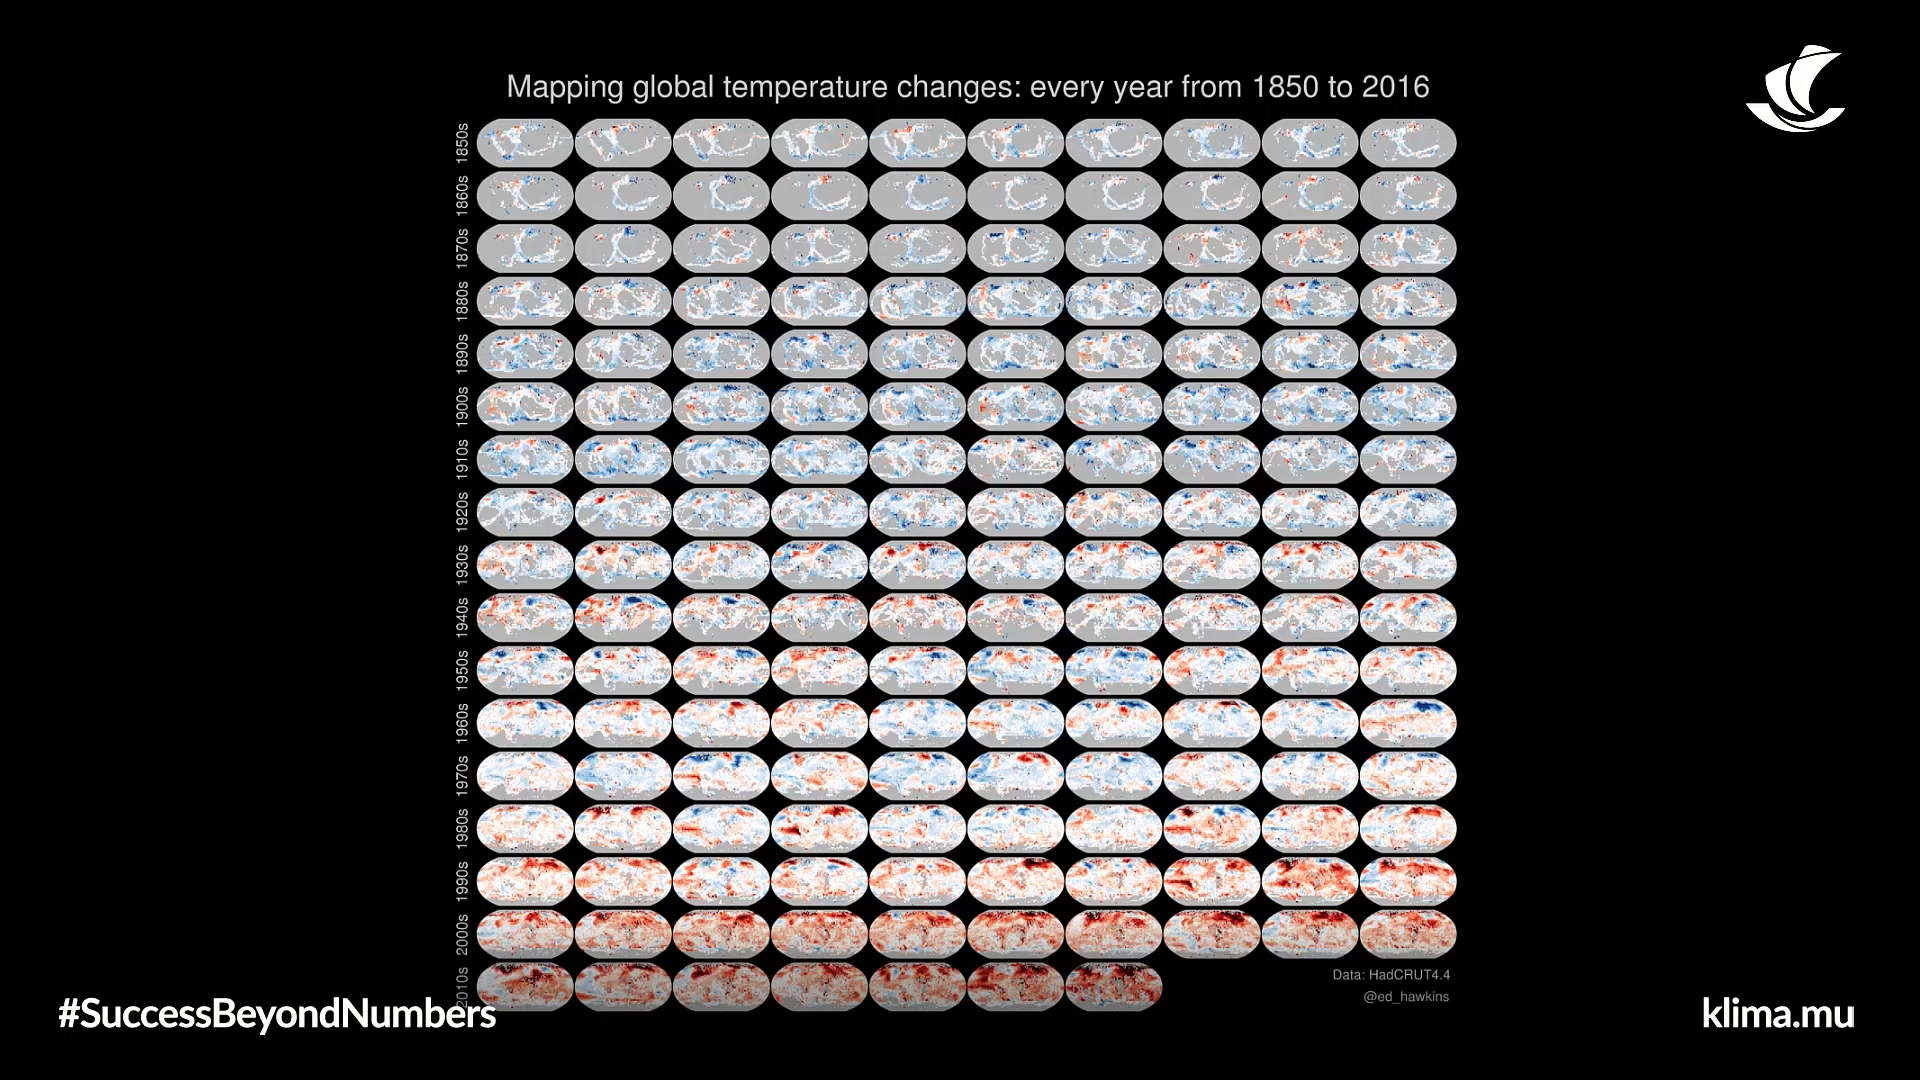 Mapping global temperature changes: every year from 1850 to 2016
1850s
1860s
1870s
1880s
1890s
1900s
1910s
1920s
1930s
1940s
1950s
1960s
1970s
1980s
1990s
2000s
2010s
Data: HadCRUT4.4
@ed_hawkins
#SuccessBeyondNumbers
klima.mu